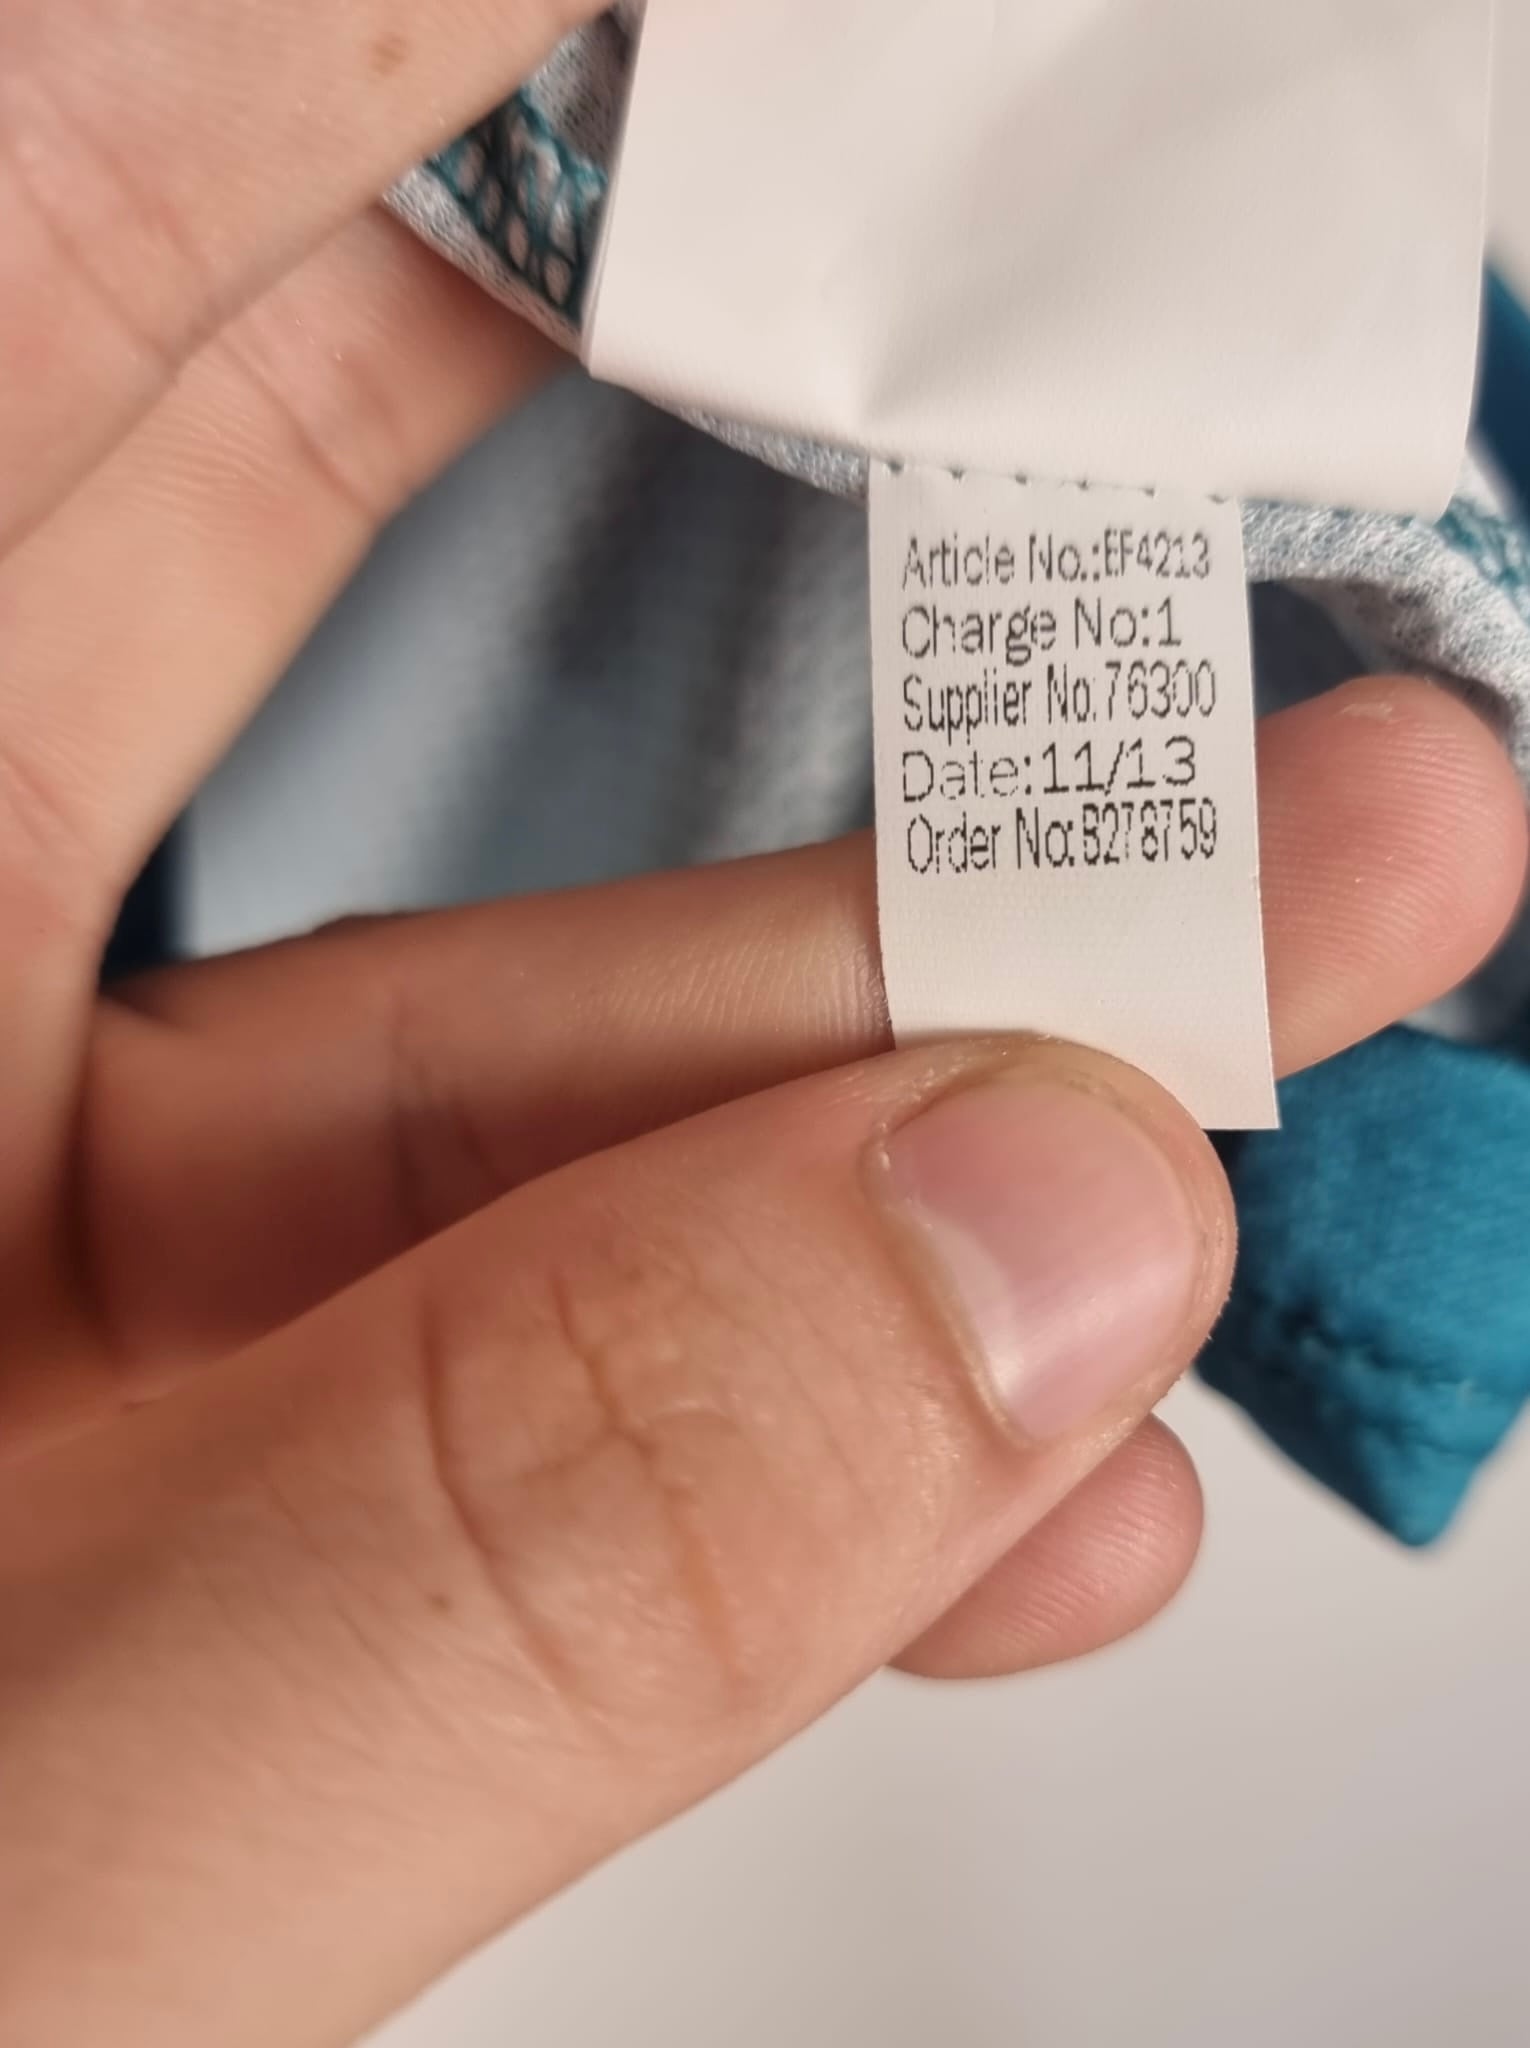 Article No.:EF4213
Charge No:1
Supplier No:76300
Date:11/13
Order No:B278759